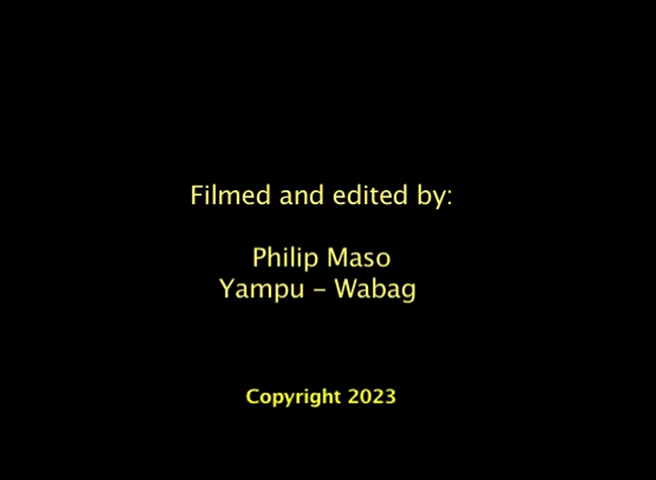 Filmed and edited by:
Philip Maso
Yampu – Wabag
Copyright 2023